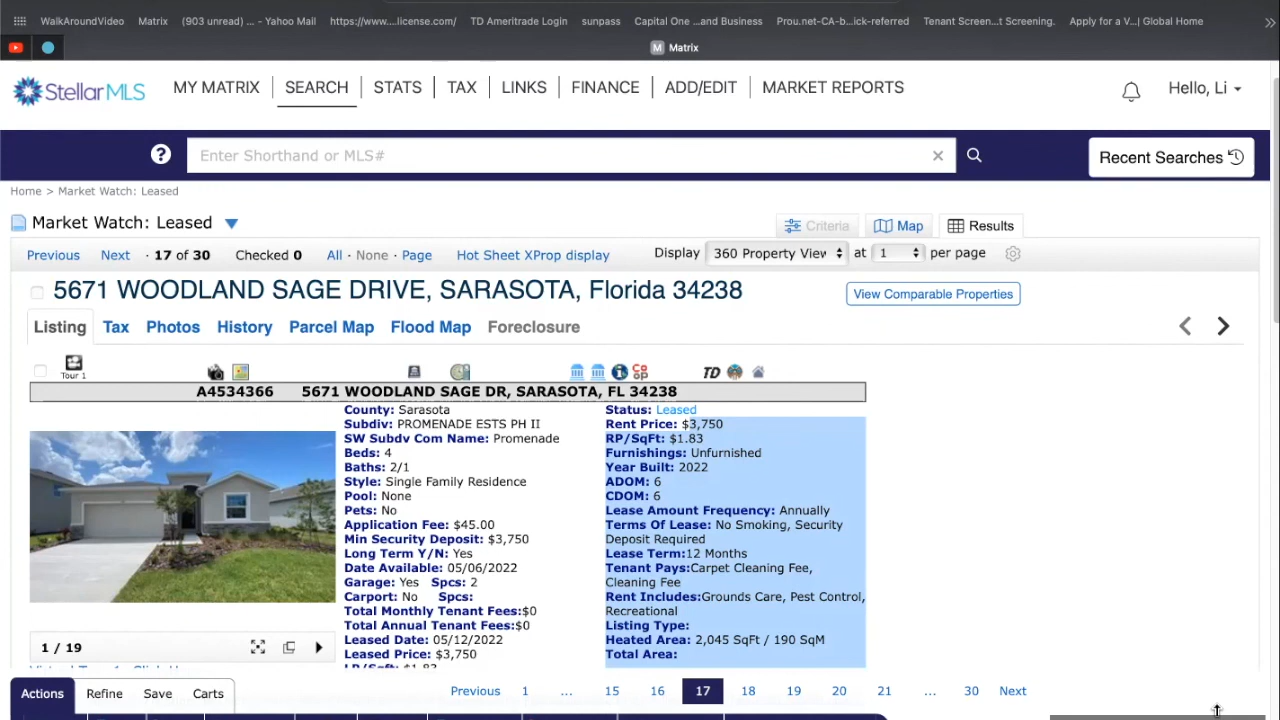 WalkAroundVideo Matrix (903 unread) ... – Yahoo Mail https://www....license.com/ TD Ameritrade Login sunpass Capital One ...and Business Prou.net-CA-b...ick-referred Tenant Screen...t Screening. Apply for a V...| Global Home
M Matrix
StellarMLS MY MATRIX SEARCH STATS TAX LINKS FINANCE ADD/EDIT MARKET REPORTS Hello, Li
? Enter Shorthand or MLS# Recent Searches
Home > Market Watch: Leased
Market Watch: Leased Criteria Map Results
Previous Next · 17 of 30 Checked 0 All · None · Page Hot Sheet XProp display Display 360 Property View at 1 per page
5671 WOODLAND SAGE DRIVE, SARASOTA, Florida 34238 View Comparable Properties
Listing Tax Photos History Parcel Map Flood Map Foreclosure
Tour 1 TD
A4534366 5671 WOODLAND SAGE DR, SARASOTA, FL 34238
County: Sarasota
Subdiv: PROMENADE ESTS PH II
SW Subdv Com Name: Promenade
Beds: 4
Baths: 2/1
Style: Single Family Residence
Pool: None
Pets: No
Application Fee: $45.00
Min Security Deposit: $3,750
Long Term Y/N: Yes
Date Available: 05/06/2022
Garage: Yes Spcs: 2
Carport: No Spcs:
Total Monthly Tenant Fees:$0
Total Annual Tenant Fees:$0
Leased Date: 05/12/2022
Leased Price: $3,750
LP/SqFt: $1.83
Status: Leased
Rent Price: $3,750
RP/SqFt: $1.83
Furnishings: Unfurnished
Year Built: 2022
ADOM: 6
CDOM: 6
Lease Amount Frequency: Annually
Terms Of Lease: No Smoking, Security
Deposit Required
Lease Term:12 Months
Tenant Pays:Carpet Cleaning Fee,
Cleaning Fee
Rent Includes:Grounds Care, Pest Control,
Recreational
Listing Type:
Heated Area: 2,045 SqFt / 190 SqM
Total Area:
1 / 19
Actions Refine Save Carts Previous 1 ... 15 16 17 18 19 20 21 ... 30 Next